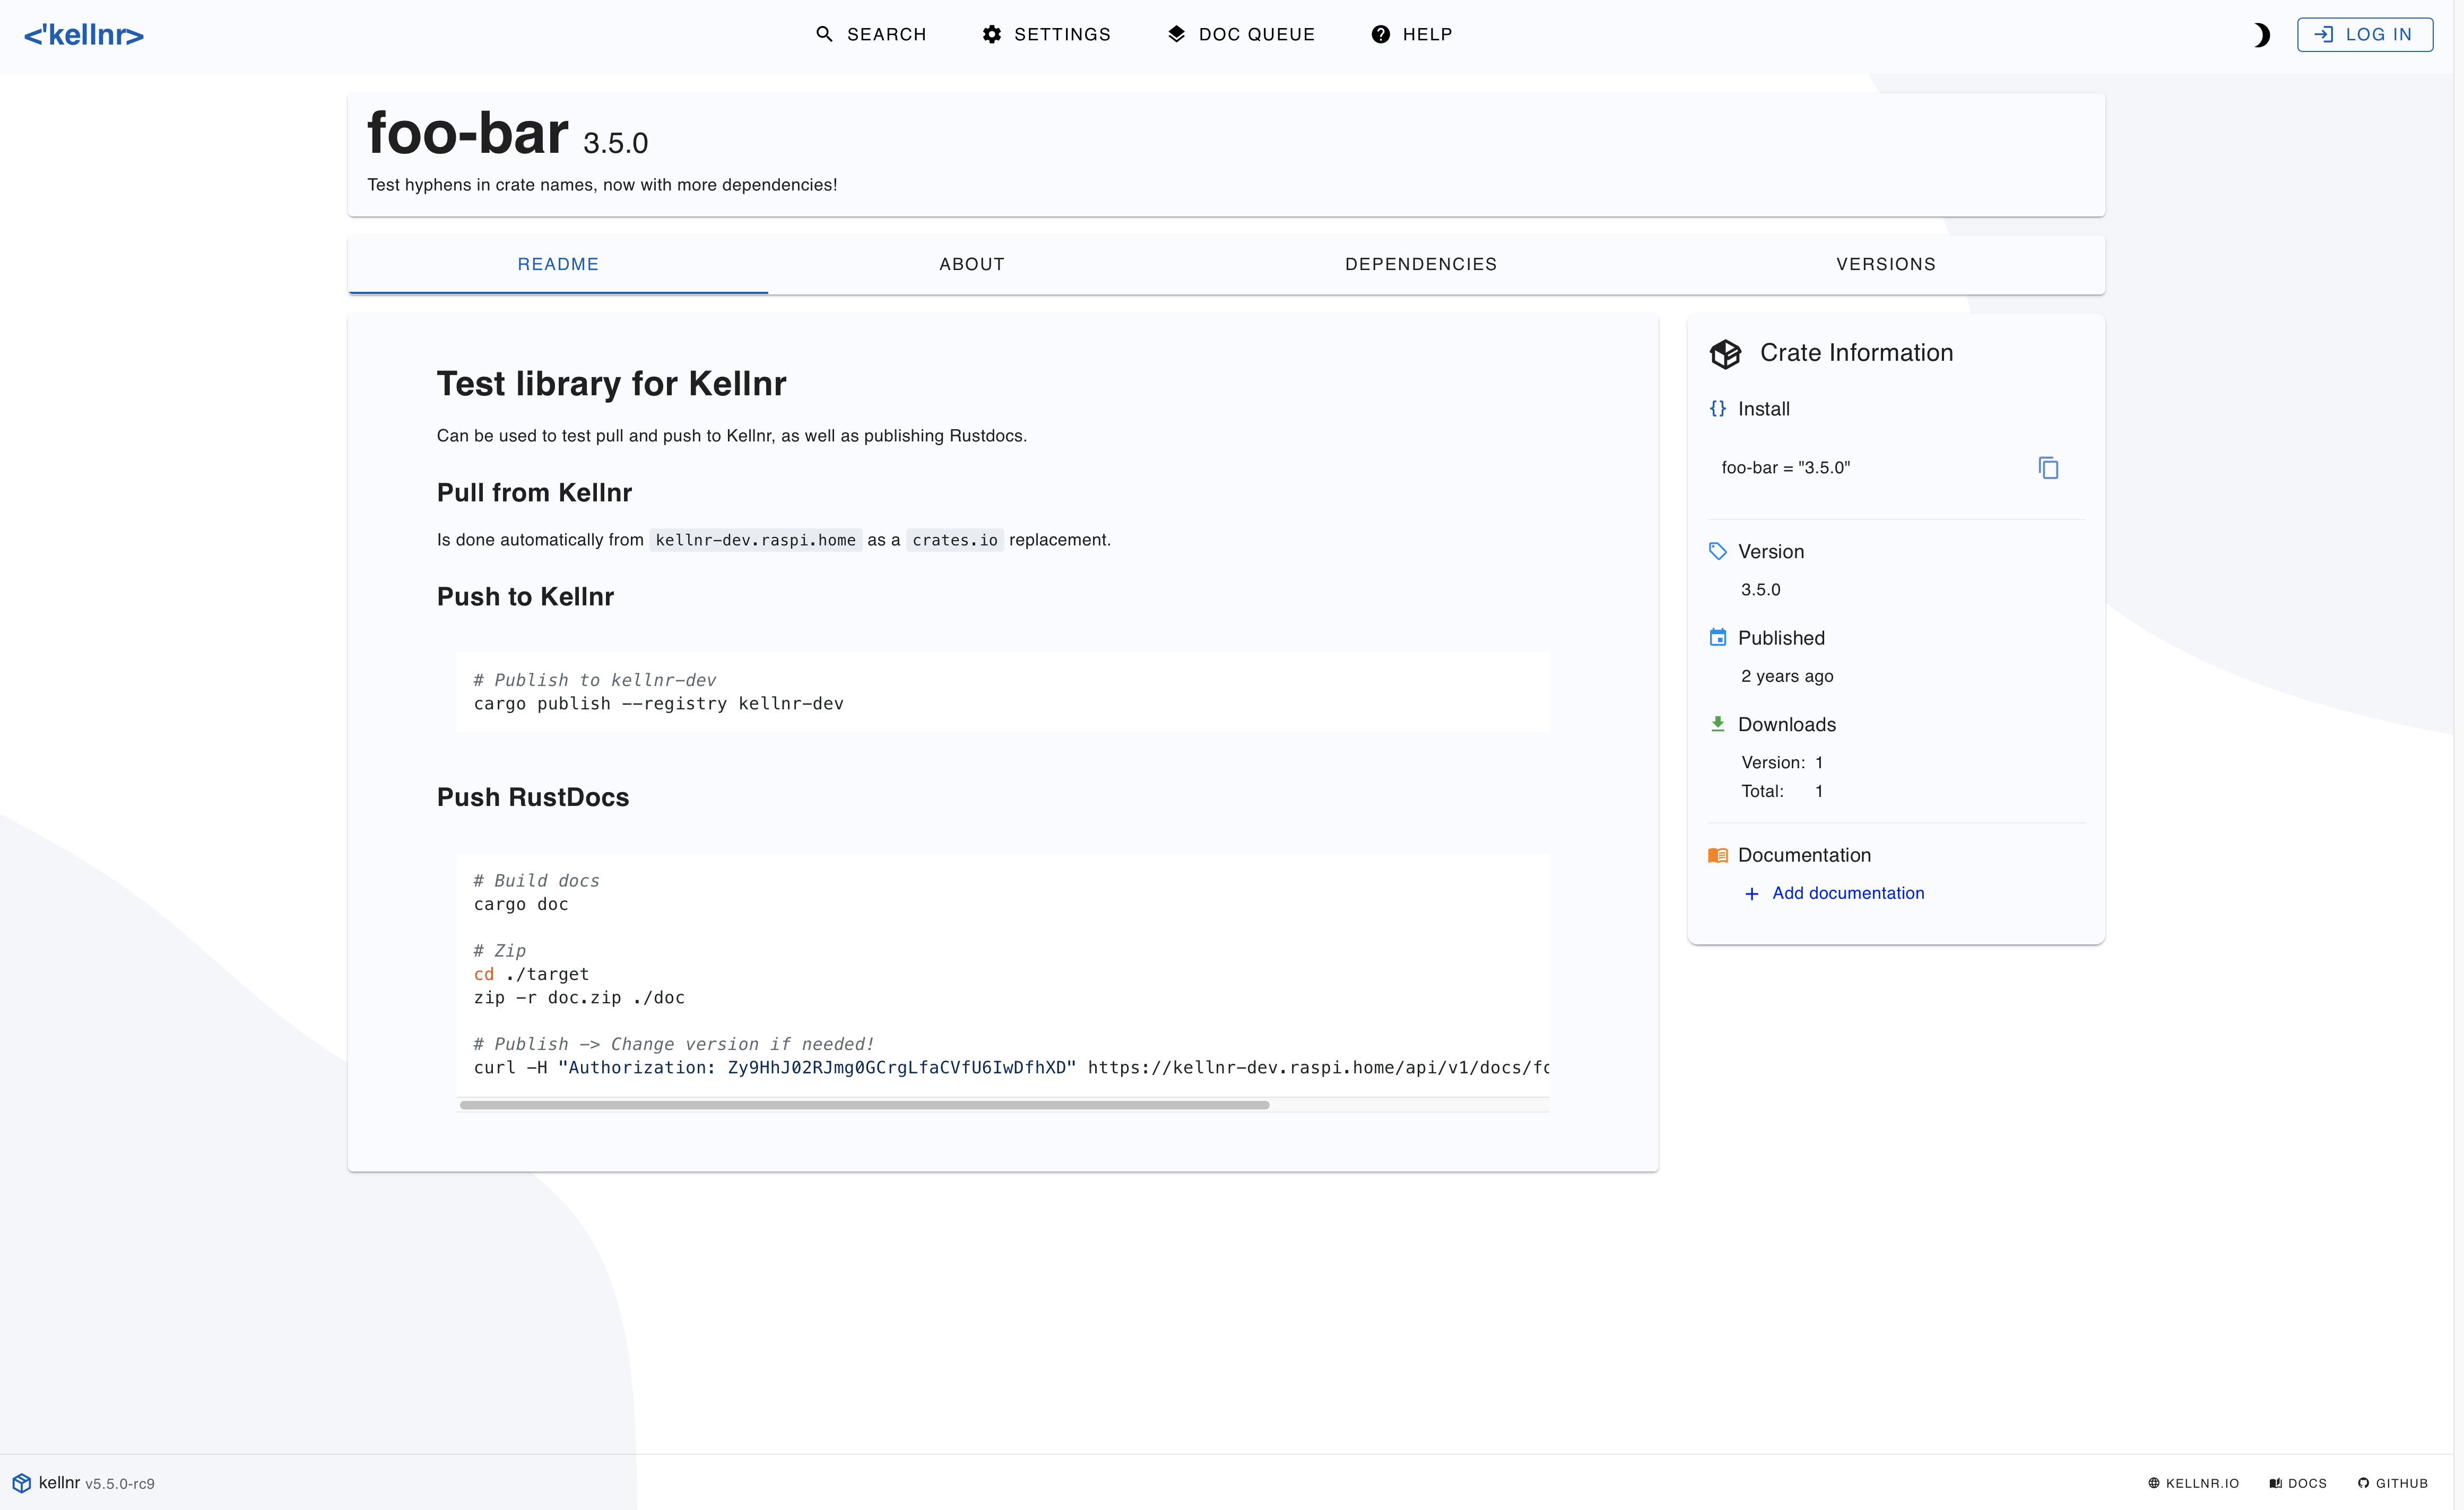 <'kellnr>
SEARCH
SETTINGS
DOC QUEUE
HELP
LOG IN
foo-bar 3.5.0
Test hyphens in crate names, now with more dependencies!
README
ABOUT
DEPENDENCIES
VERSIONS
Test library for Kellnr
Can be used to test pull and push to Kellnr, as well as publishing Rustdocs.
Pull from Kellnr
Is done automatically from kellnr-dev.raspi.home as a crates.io replacement.
Push to Kellnr
# Publish to kellnr-dev
cargo publish --registry kellnr-dev
Push RustDocs
# Build docs
cargo doc
# Zip
cd ./target
zip -r doc.zip ./doc
# Publish -> Change version if needed!
curl -H "Authorization: Zy9HhJ02RJmg0GCrgLfaCVfU6IwDfhXD" https://kellnr-dev.raspi.home/api/v1/docs/fo
Crate Information
{} Install
foo-bar = "3.5.0"
Version
3.5.0
Published
2 years ago
Downloads
Version: 1
Total: 1
Documentation
+ Add documentation
kellnr v5.5.0-rc9
KELLNR.IO
DOCS
GITHUB